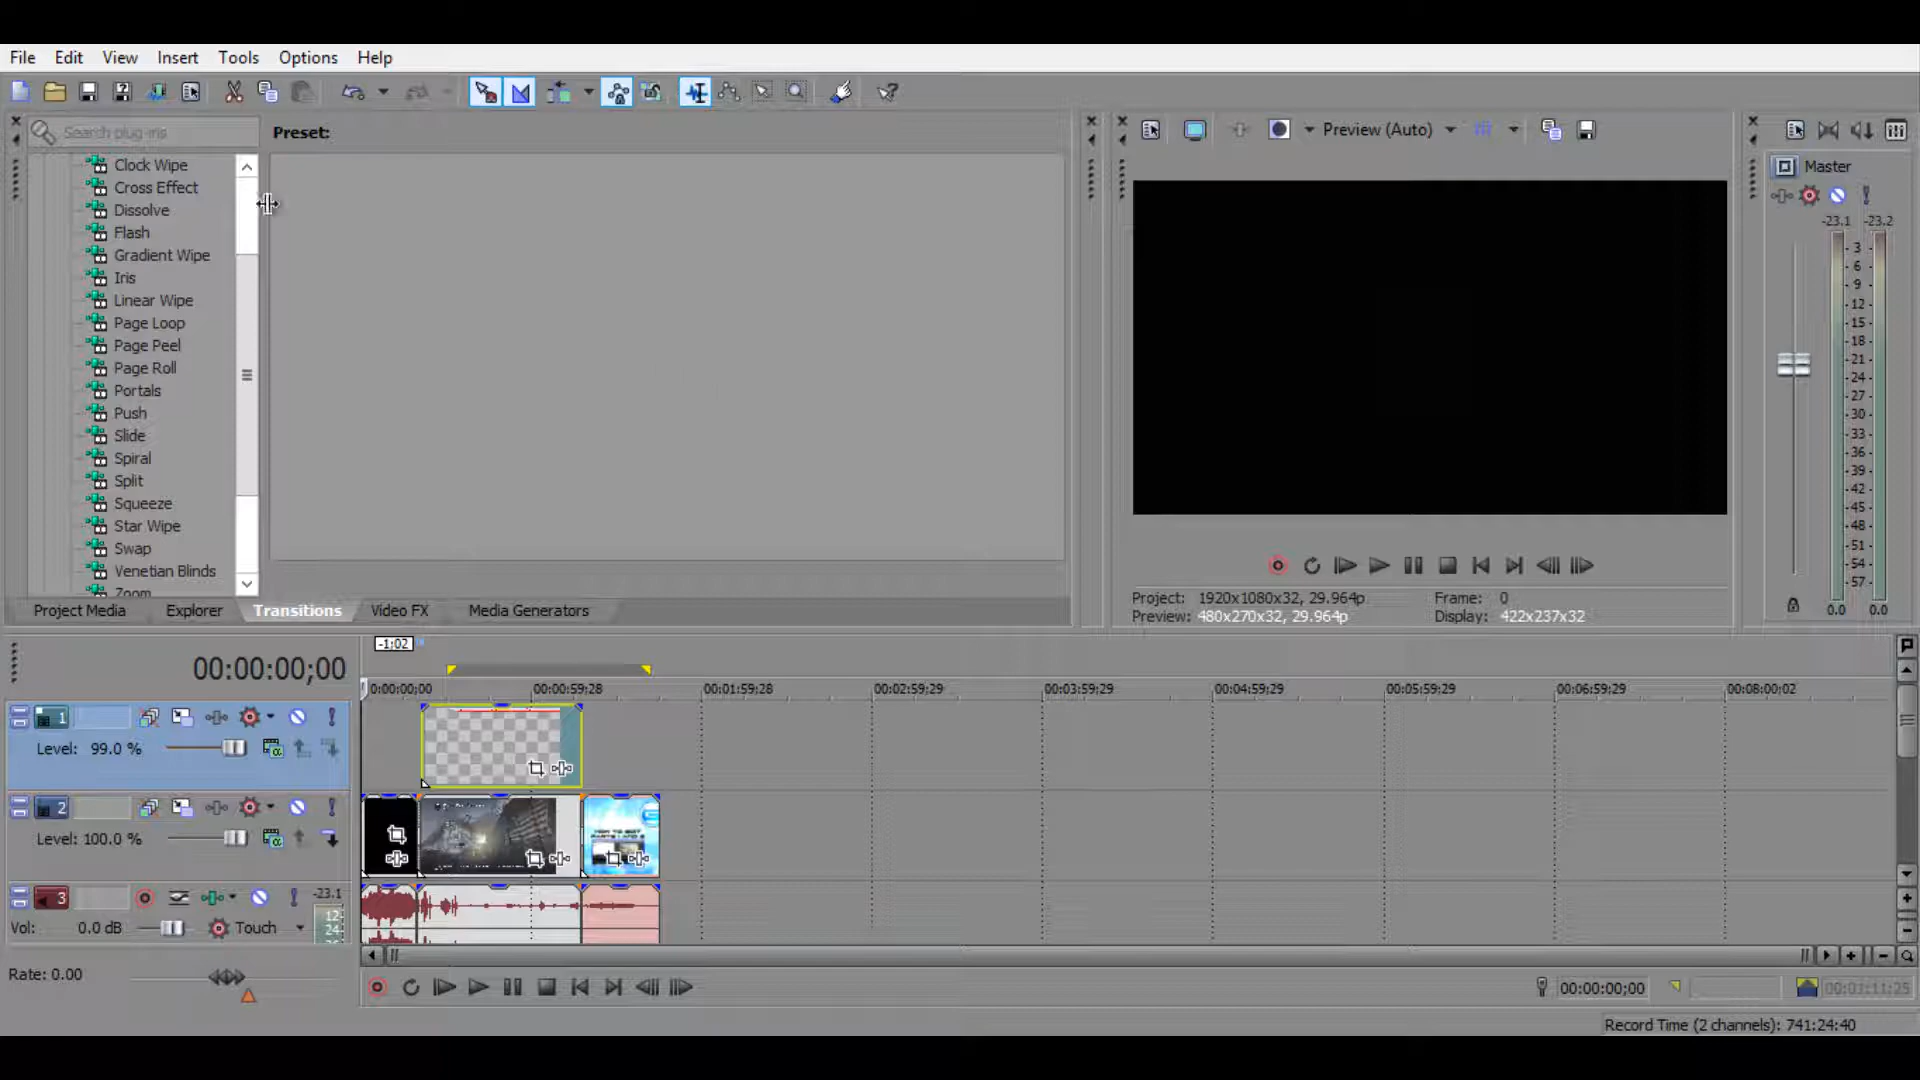 File Edit View Insert Tools Options Help
Search plug-ins
Preset:
Preview (Auto)
Master
Clock Wipe
Cross Effect
Dissolve
Flash
Gradient Wipe
Iris
Linear Wipe
Page Loop
Page Peel
Page Roll
Portals
Push
Slide
Spiral
Split
Squeeze
Star Wipe
Swap
Venetian Blinds
Zoom
-23.1 -23.2
3
6
9
12
15
18
21
24
27
30
33
36
39
42
45
48
51
54
57
0.0 0.0
Project Media Explorer Transitions Video FX Media Generators
Project: 1920x1080x32, 29.964p Frame: 0
Preview: 480x270x32, 29.964p Display: 422x237x32
-1;02
00:00:00;00
0:00:00;00 00:00:59;28 00:01:59;28 00:02:59;29 00:03:59;29 00:04:59;29 00:05:59;29 00:06:59;29 00:08:00;02
1
Level: 99.0 %
2
Level: 100.0 %
3 -23.1
12
24
Vol: 0.0 dB Touch
Rate: 0.00
00:00:00;00 00:03:11;25
Record Time (2 channels): 741:24:40